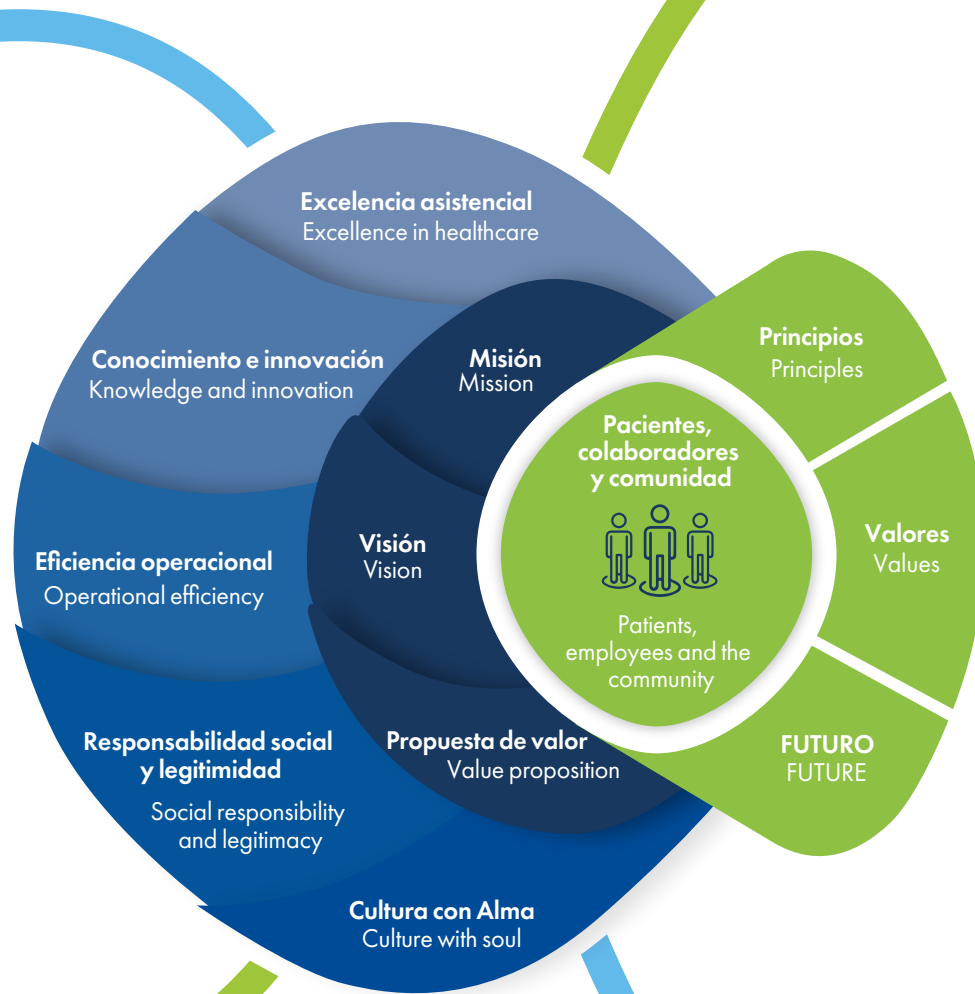 Excelencia asistencial
Excellence in healthcare
Conocimiento e innovación
Knowledge and innovation
Misión
Mission
Principios
Principles
Pacientes,
colaboradores
y comunidad
Patients,
employees and the
community
Visión
Vision
Valores
Values
Eficiencia operacional
Operational efficiency
Responsabilidad social
y legitimidad
Social responsibility
and legitimacy
Propuesta de valor
Value proposition
FUTURO
FUTURE
Cultura con Alma
Culture with soul